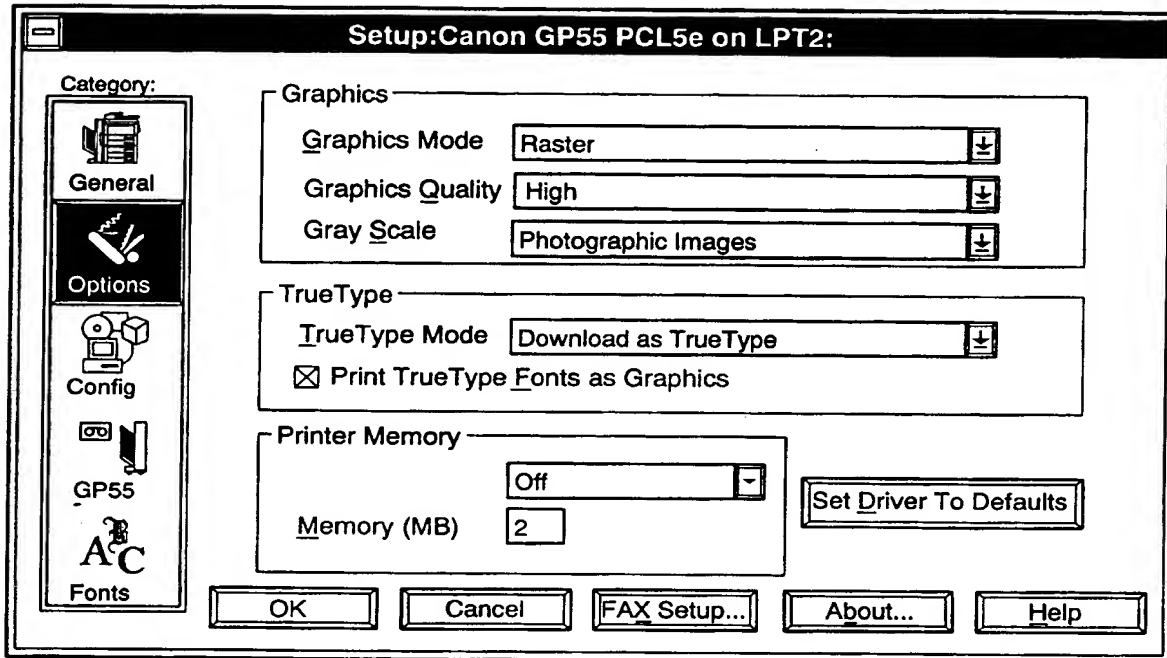 Setup:Canon GP55 PCL5e on LPT2:
Category:
General
Options
Config
GP55
ABC
Fonts
Graphics
Graphics Mode Raster
Graphics Quality High
Gray Scale Photographic Images
TrueType
TrueType Mode Download as TrueType
Print TrueType Fonts as Graphics
Printer Memory
Off
Memory (MB) 2
Set Driver To Defaults
OK Cancel FAX Setup... About... Help